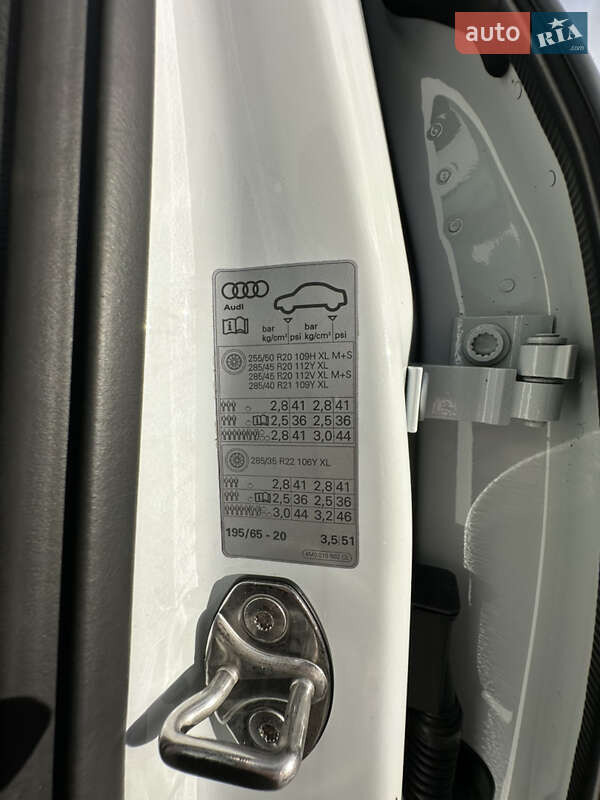 auto RIA.com
Audi
bar bar
kg/cm² psi kg/cm² psi
255/50 R20 109H XL M+S
285/45 R20 112Y XL
285/45 R20 112V XL M+S
285/40 R21 109Y XL
2,8 41 2,8 41
2,5 36 2,5 36
2,8 41 3,0 44
285/35 R22 106Y XL
2,8 41 2,8 41
2,5 36 2,5 36
3,0 44 3,2 46
195/65 - 20 3,5 51